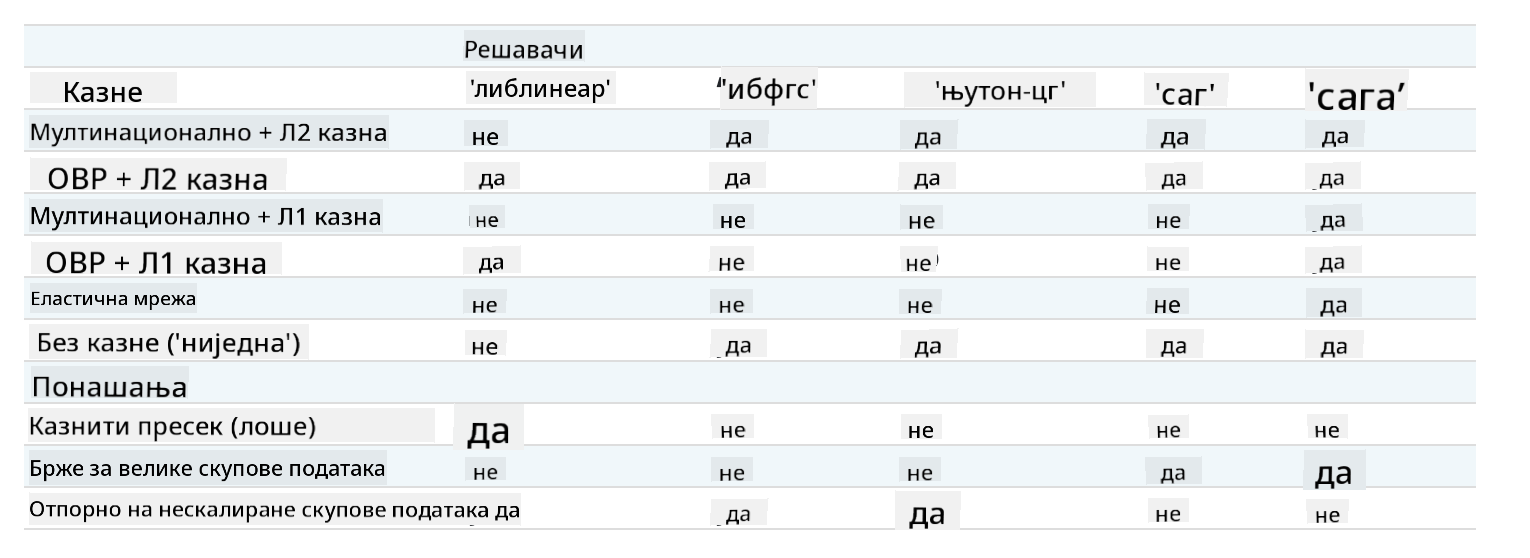 Решавачи
Казне 'либлинеар' 'ибфгс' 'њутон-цг' 'саг' 'сага'
Мултинационално + Л2 казна не да да да да
ОВР + Л2 казна да да да да да
Мултинационално + Л1 казна не не не не да
ОВР + Л1 казна да не не не да
Еластична мрежа не не не не да
Без казне ('ниједна') не да да да да
Понашања
Казнити пресек (лоше) да не не не не
Брже за велике скупове података не не не да да
Отпорно на нескалиране скупове података да да да не не